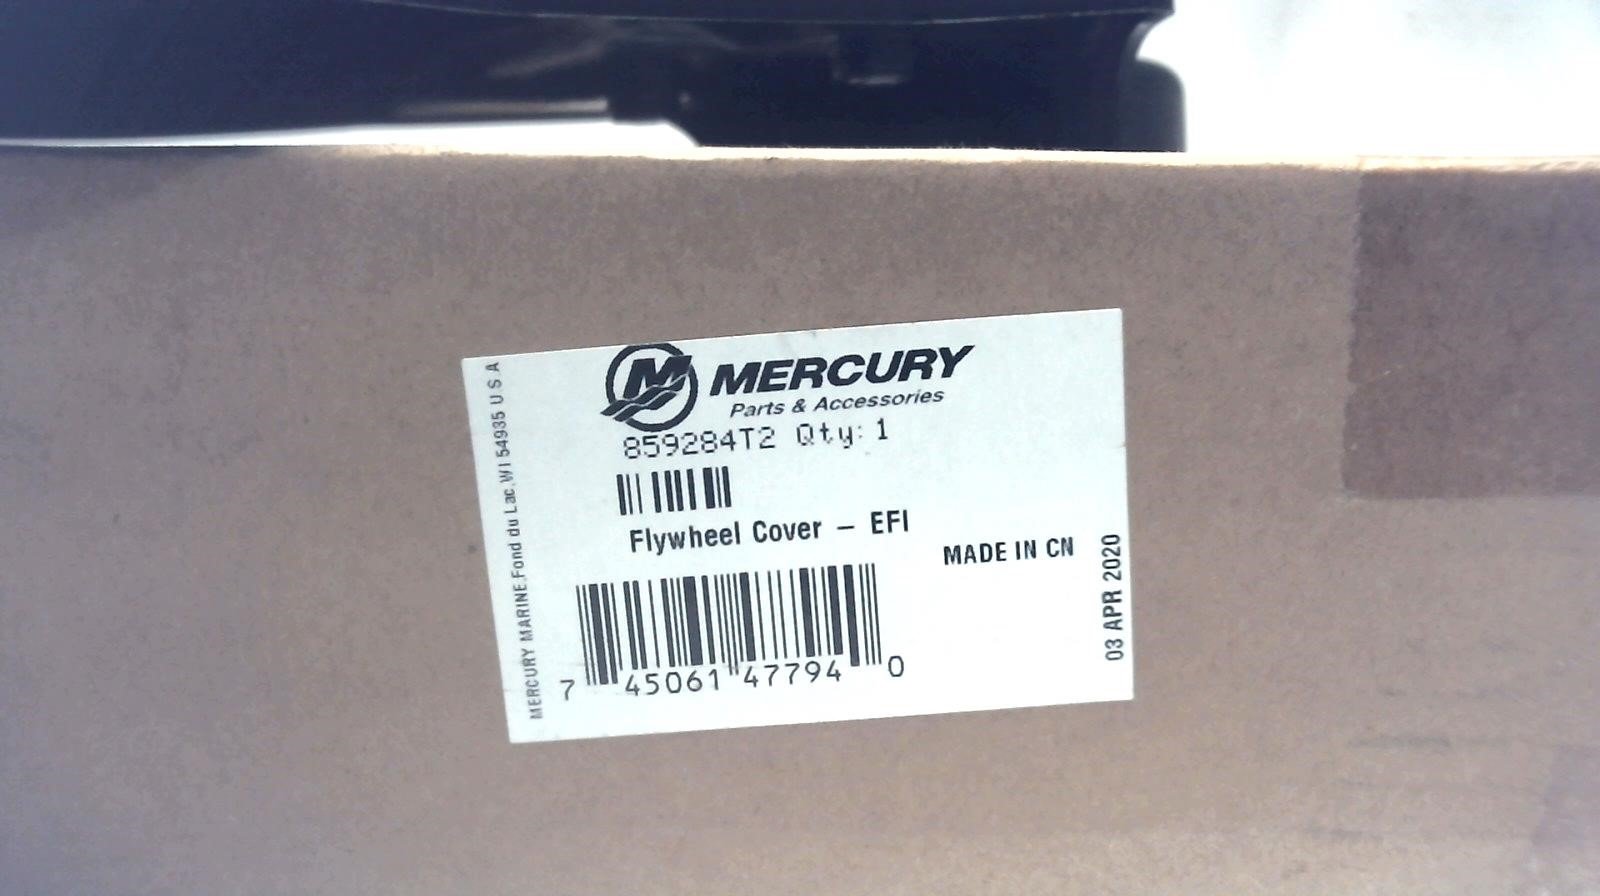 MERCURY
Parts & Accessories
859284T2 Qty: 1
Flywheel Cover – EFI
MADE IN CN
7 45061 47794 0
MERCURY MARINE,Fond du Lac,WI 54935 U S A
03 APR 2020